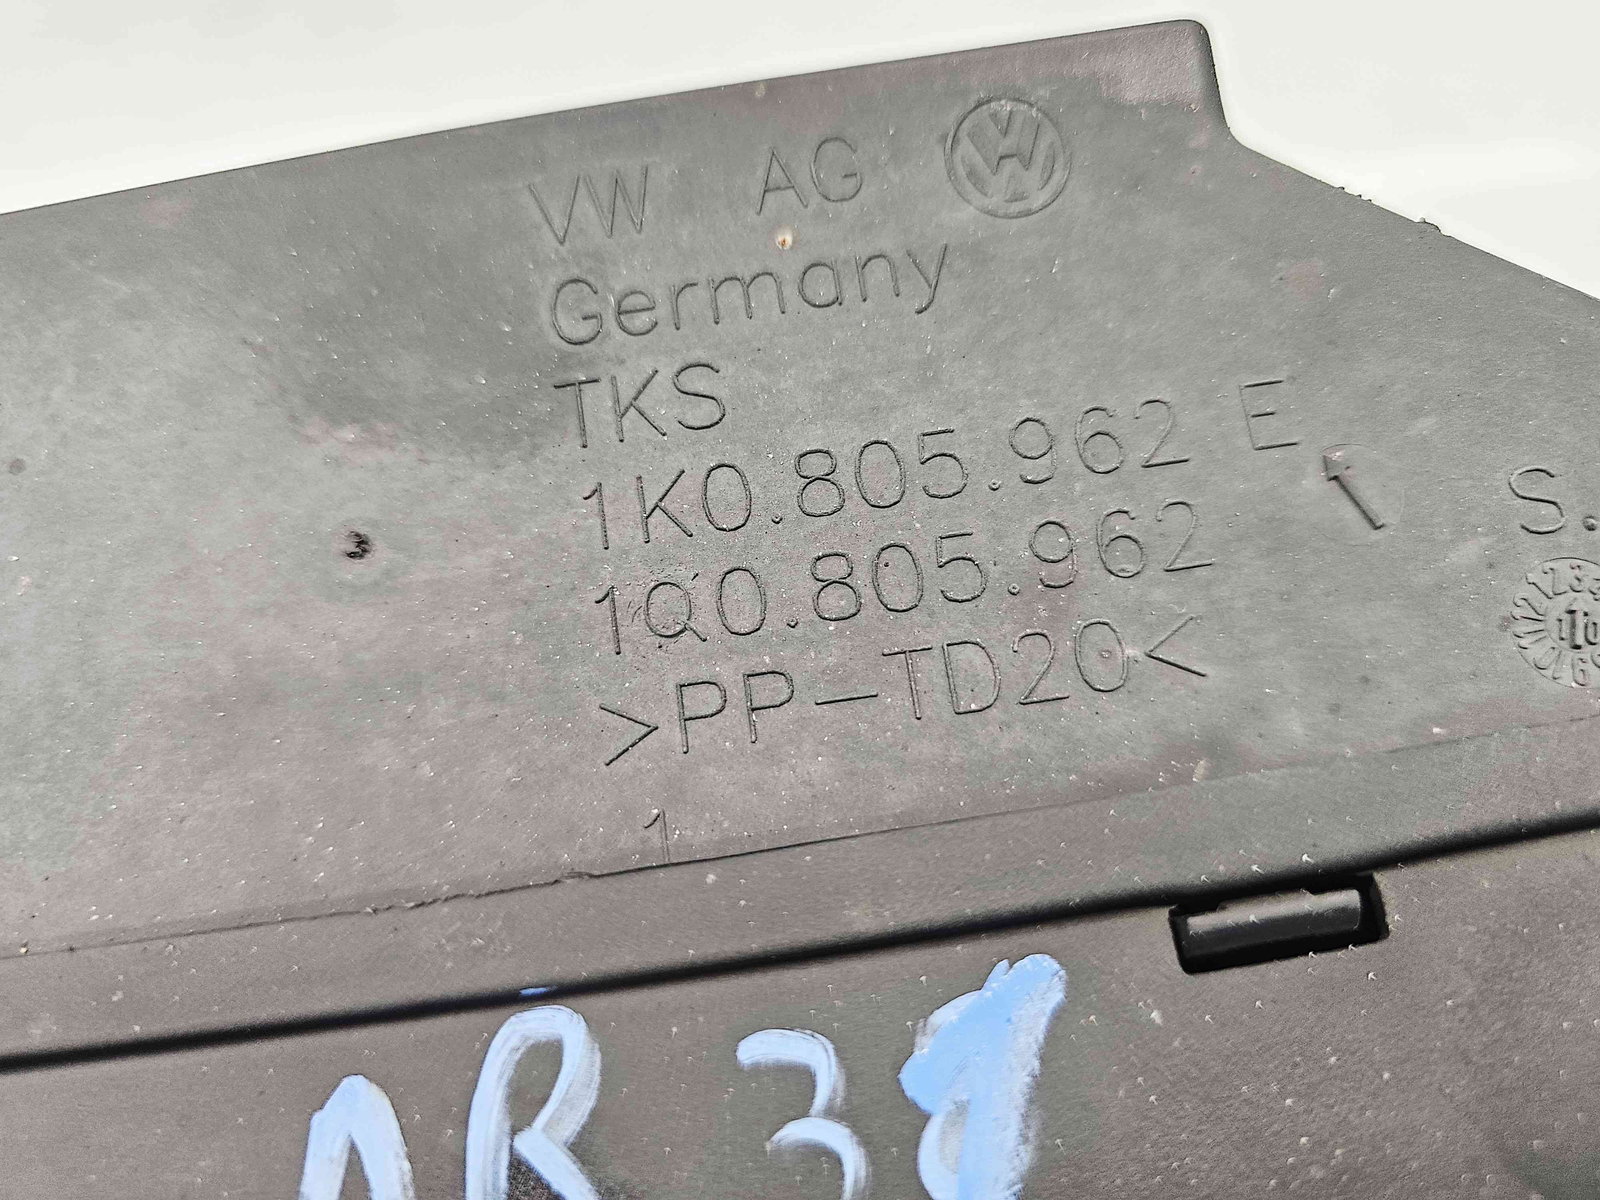 VW AG
Germany
TKS
1K0.805.962 E
1Q0.805.962
>PP-TD20<
S.
1